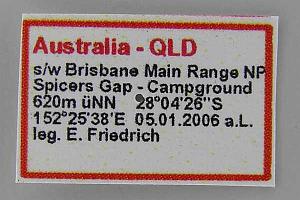 Australia - QLD
s/w Brisbane Main Range NP
Spicers Gap - Campground
620m üNN 28°04'26"S
152°25'38'E 05.01.2006 a.L.
leg. E. Friedrich